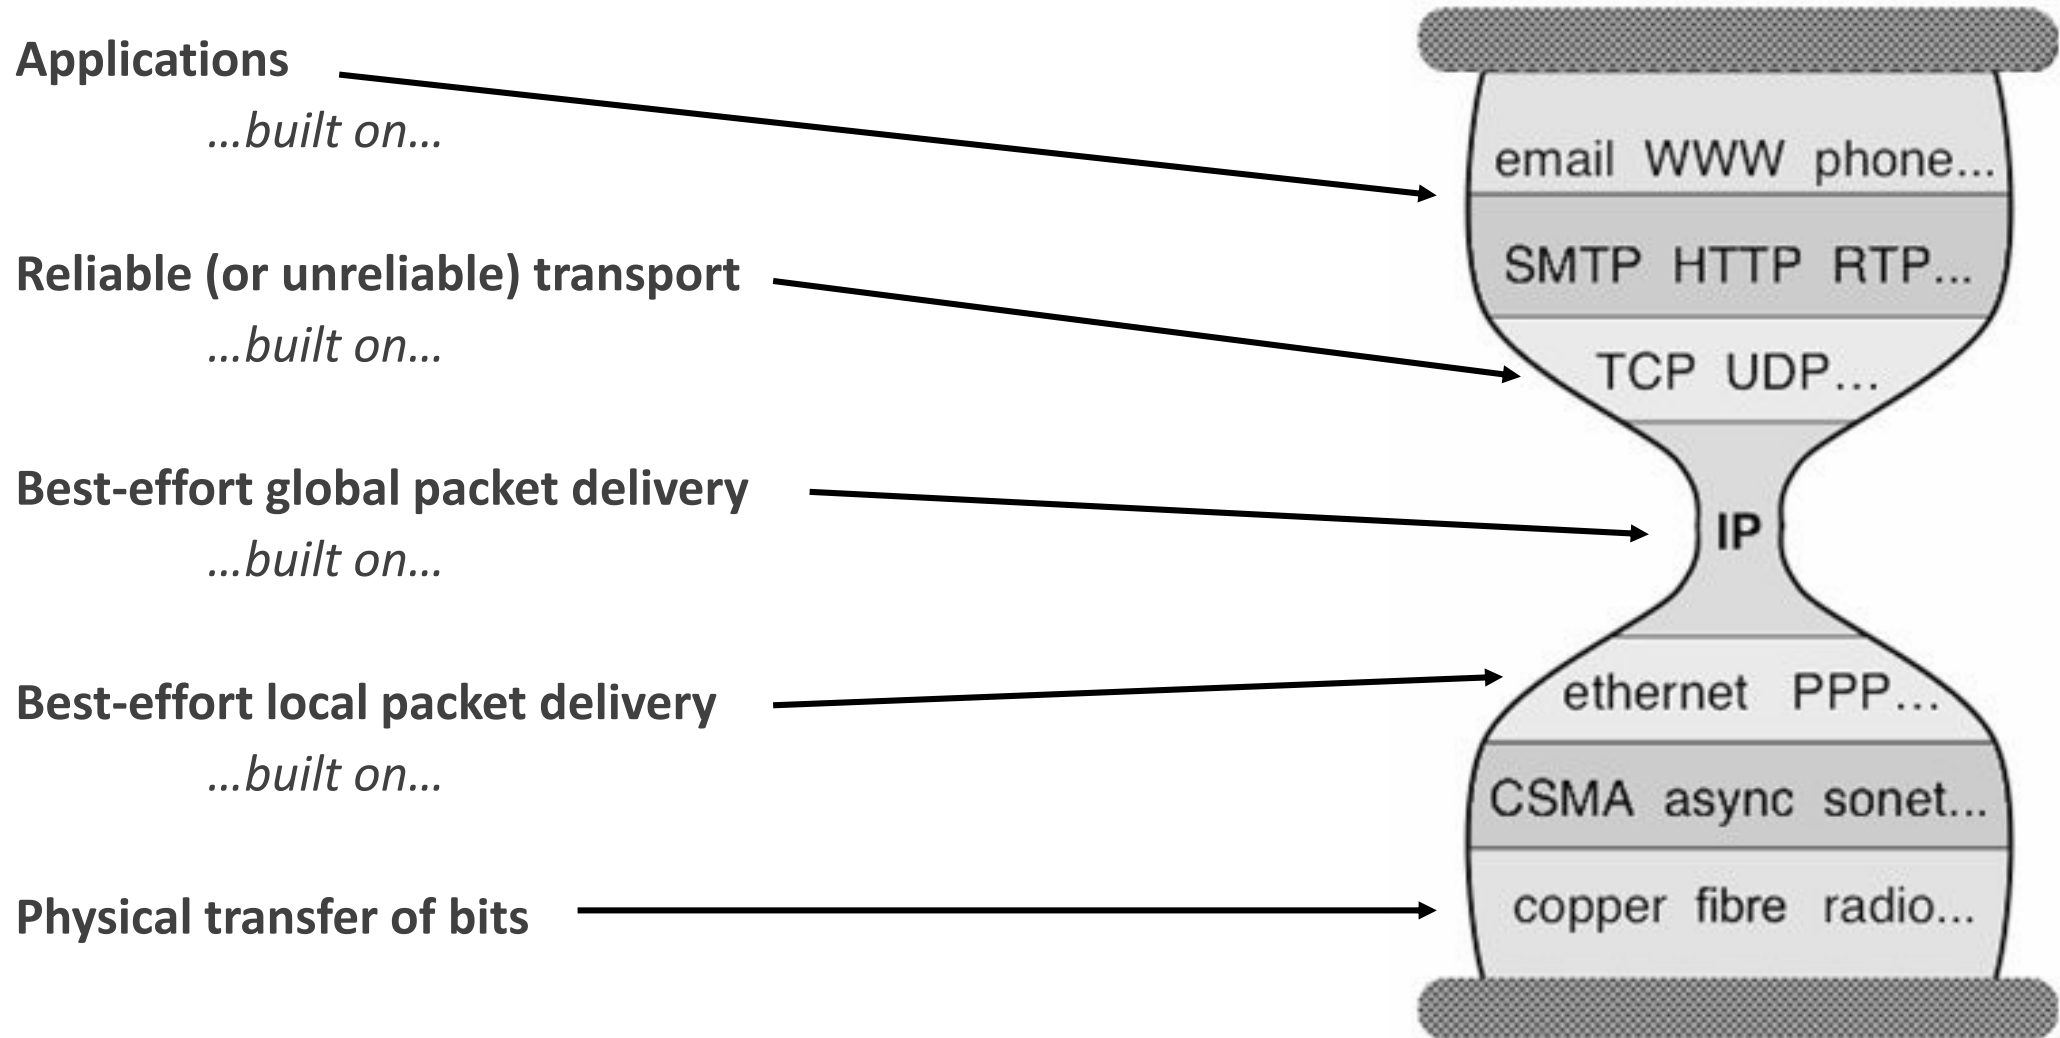 Applications
...built on...
Reliable (or unreliable) transport
...built on...
Best-effort global packet delivery
...built on...
Best-effort local packet delivery
...built on...
Physical transfer of bits
email WWW phone...
SMTP HTTP RTP...
TCP UDP...
IP
ethernet PPP...
CSMA async sonet...
copper fibre radio...